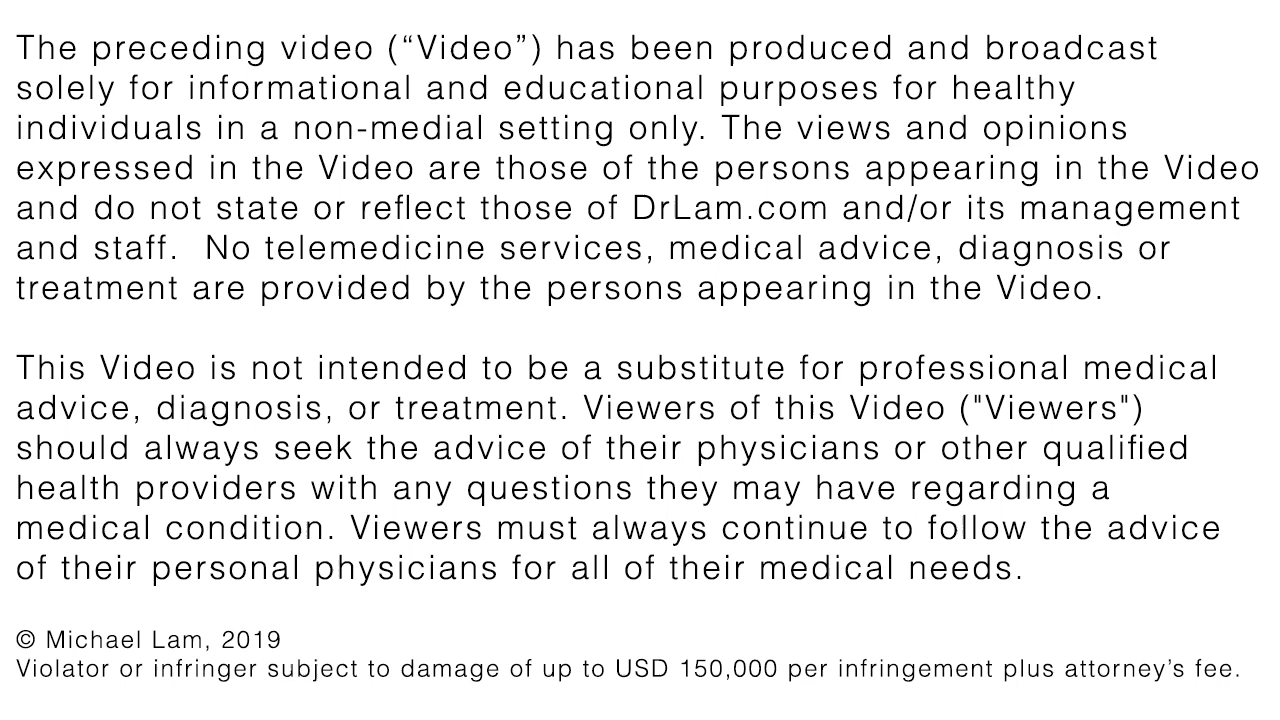 The preceding video (“Video”) has been produced and broadcast
solely for informational and educational purposes for healthy
individuals in a non-medial setting only. The views and opinions
expressed in the Video are those of the persons appearing in the Video
and do not state or reflect those of DrLam.com and/or its management
and staff.  No telemedicine services, medical advice, diagnosis or
treatment are provided by the persons appearing in the Video.
This Video is not intended to be a substitute for professional medical
advice, diagnosis, or treatment. Viewers of this Video ("Viewers")
should always seek the advice of their physicians or other qualified
health providers with any questions they may have regarding a
medical condition. Viewers must always continue to follow the advice
of their personal physicians for all of their medical needs.
© Michael Lam, 2019
Violator or infringer subject to damage of up to USD 150,000 per infringement plus attorney’s fee.